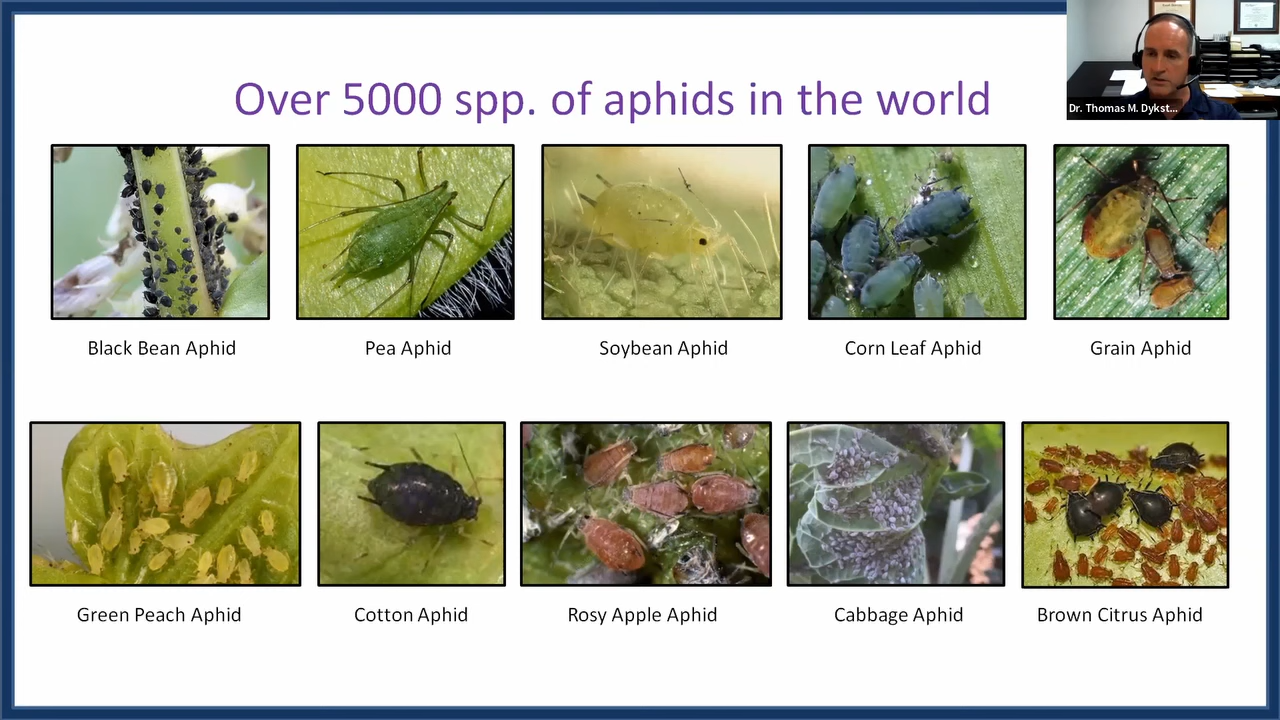 Over 5000 spp. of aphids in the world
Dr. Thomas M. Dykst...
Black Bean Aphid
Pea Aphid
Soybean Aphid
Corn Leaf Aphid
Grain Aphid
Green Peach Aphid
Cotton Aphid
Rosy Apple Aphid
Cabbage Aphid
Brown Citrus Aphid